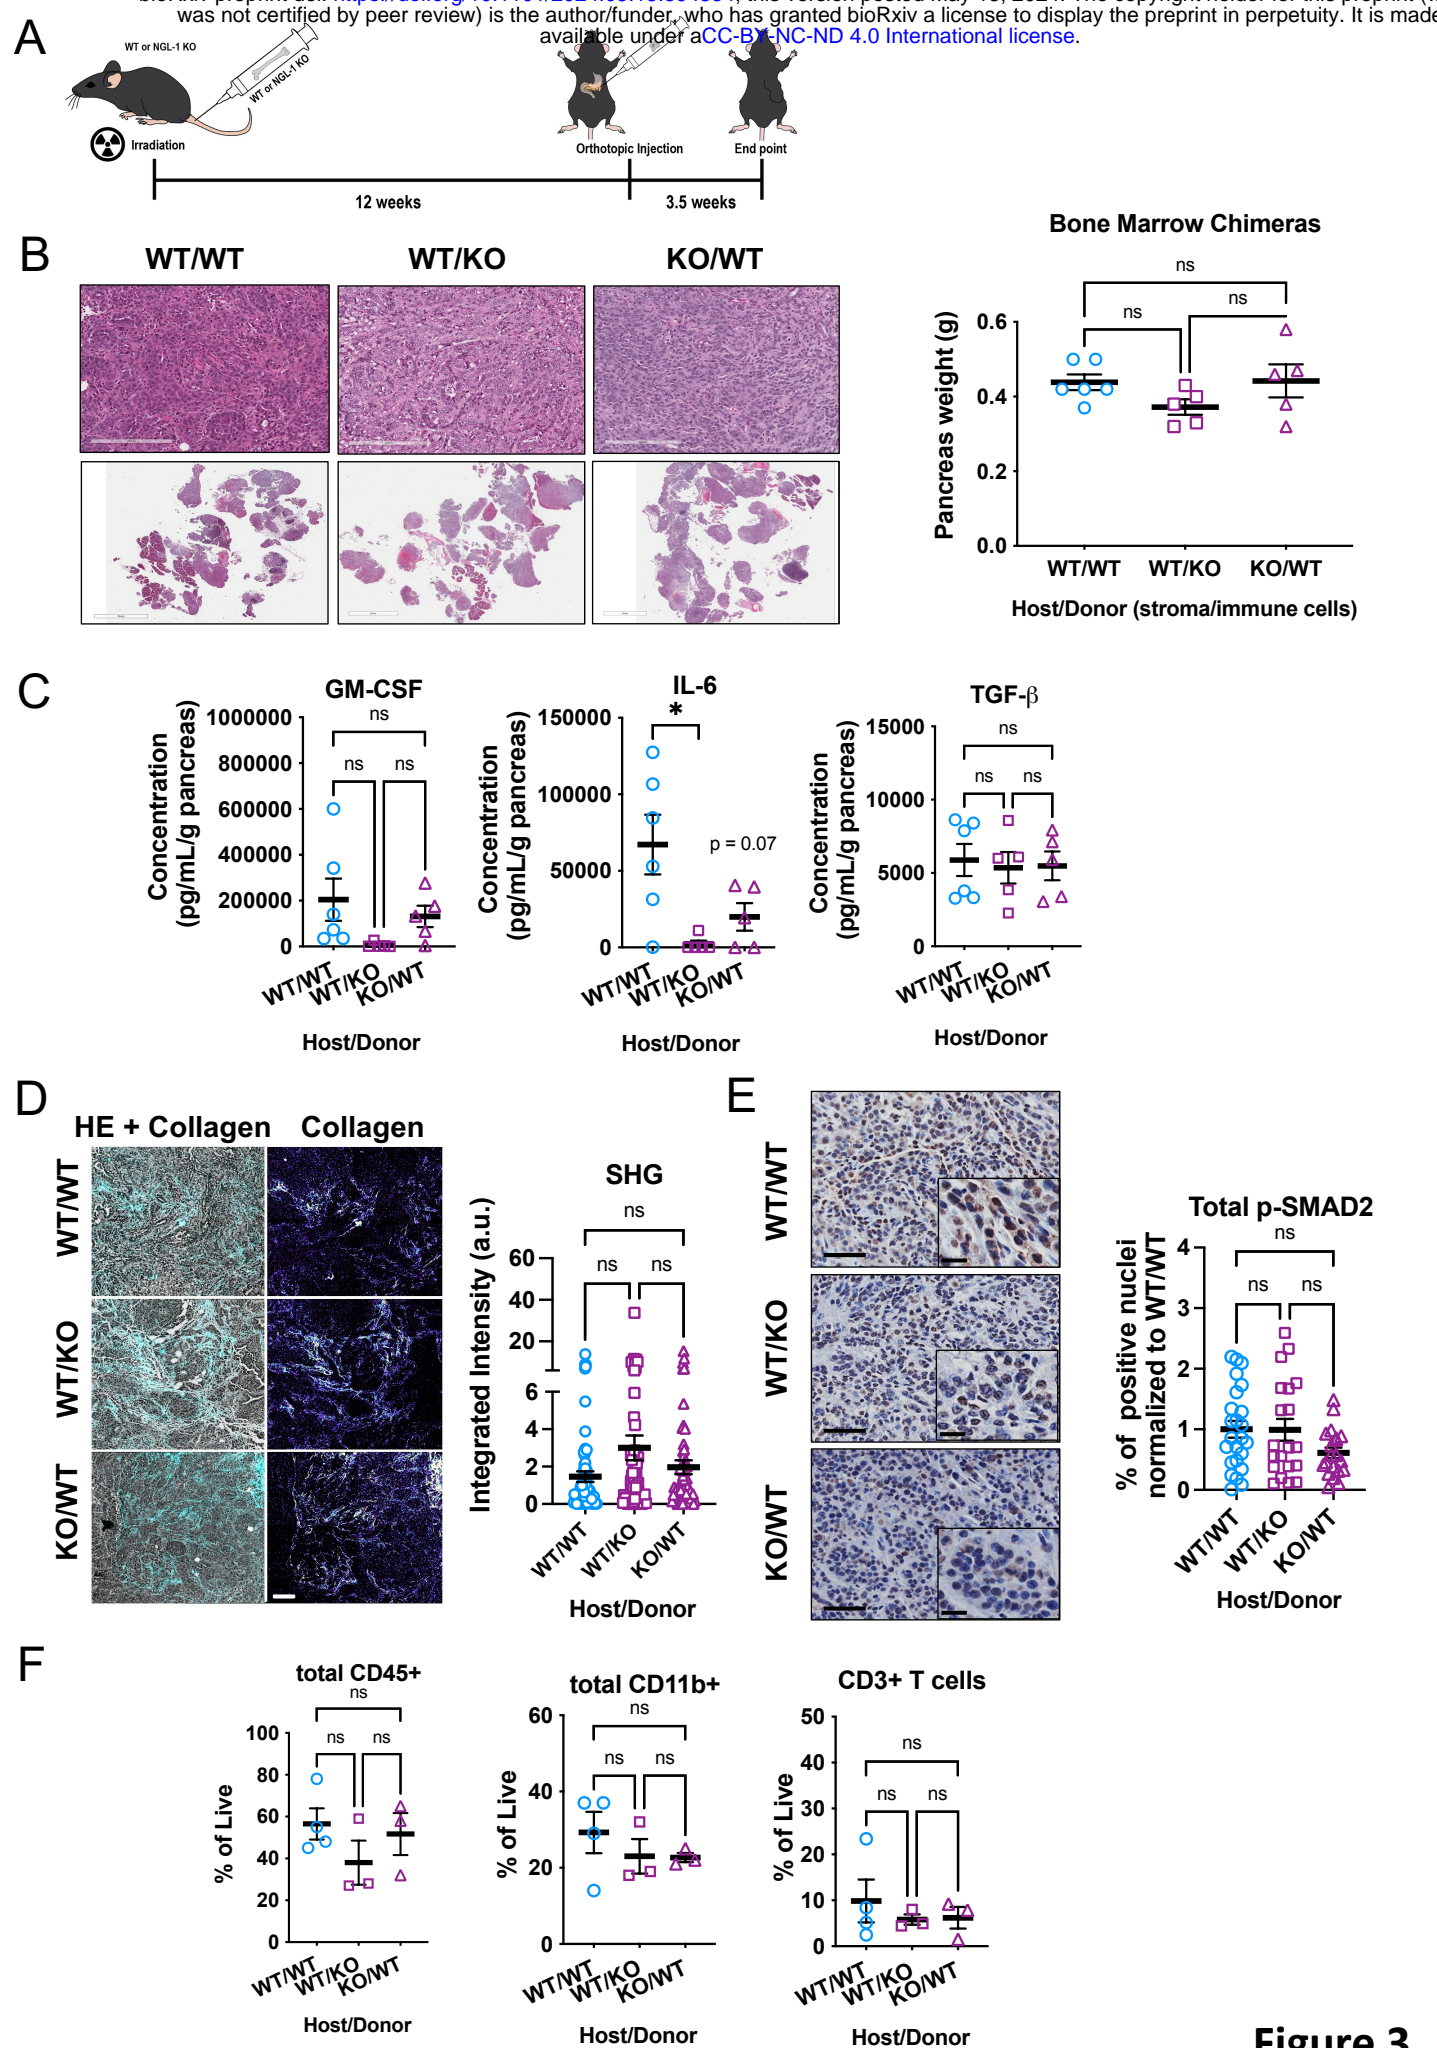 was not certified by peer review) is the author/funder, who has granted bioRxiv a license to display the preprint in perpetuity. It is made
available under aCC-BY-NC-ND 4.0 International license.
A
WT or NGL-1 KO
WT or NGL-1 KO
Irradiation
Orthotopic Injection
End point
12 weeks
3.5 weeks
B
WT/WT
WT/KO
KO/WT
Bone Marrow Chimeras
ns
ns
ns
Pancreas weight (g)
0.6
0.4
0.2
0.0
WT/WT
WT/KO
KO/WT
Host/Donor (stroma/immune cells)
C
GM-CSF
Concentration
(pg/mL/g pancreas)
1000000
800000
600000
400000
200000
0
ns
ns
ns
WT/WT
WT/KO
KO/WT
Host/Donor
IL-6
*
Concentration
(pg/mL/g pancreas)
150000
100000
50000
0
p = 0.07
WT/WT
WT/KO
KO/WT
Host/Donor
TGF-β
Concentration
(pg/mL/g pancreas)
15000
10000
5000
0
ns
ns
ns
WT/WT
WT/KO
KO/WT
Host/Donor
D
HE + Collagen
Collagen
WT/WT
WT/KO
KO/WT
SHG
Integrated Intensity (a.u.)
60
40
20
6
4
2
0
ns
ns
ns
WT/WT
WT/KO
KO/WT
Host/Donor
E
WT/WT
WT/KO
KO/WT
Total p-SMAD2
% of positive nuclei
normalized to WT/WT
4
3
2
1
0
ns
ns
ns
WT/WT
WT/KO
KO/WT
Host/Donor
F
total CD45+
% of Live
100
80
60
40
20
0
ns
ns
ns
WT/WT
WT/KO
KO/WT
Host/Donor
total CD11b+
% of Live
60
40
20
0
ns
ns
ns
WT/WT
WT/KO
KO/WT
Host/Donor
CD3+ T cells
% of Live
50
40
30
20
10
0
ns
ns
ns
WT/WT
WT/KO
KO/WT
Host/Donor
Figure 3